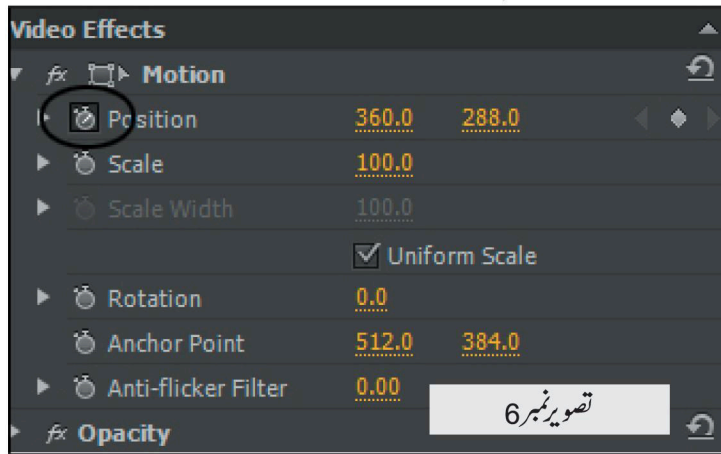 Video Effects
fx Motion
Position 360.0 288.0
Scale 100.0
Scale Width 100.0
Uniform Scale
Rotation 0.0
Anchor Point 512.0 384.0
Anti-flicker Filter 0.00
تصویر نمبر 6
fx Opacity